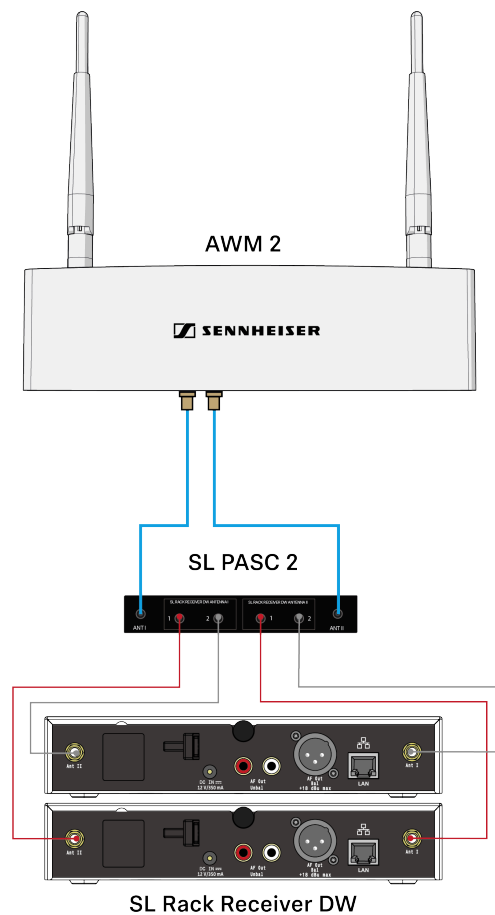 AWM 2
SENNHEISER
SL PASC 2
SL RACK RECEIVER DW ANTENNA I
SL RACK RECEIVER DW ANTENNA II
1 2 1 2
ANT I
ANT II
Ant II
DC IN
12 V/350 mA
AF Out
Unbal
AF Out
Bal
+18 dBu max
LAN
Ant I
Ant II
DC IN
12 V/350 mA
AF Out
Unbal
AF Out
Bal
+18 dBu max
LAN
Ant I
SL Rack Receiver DW